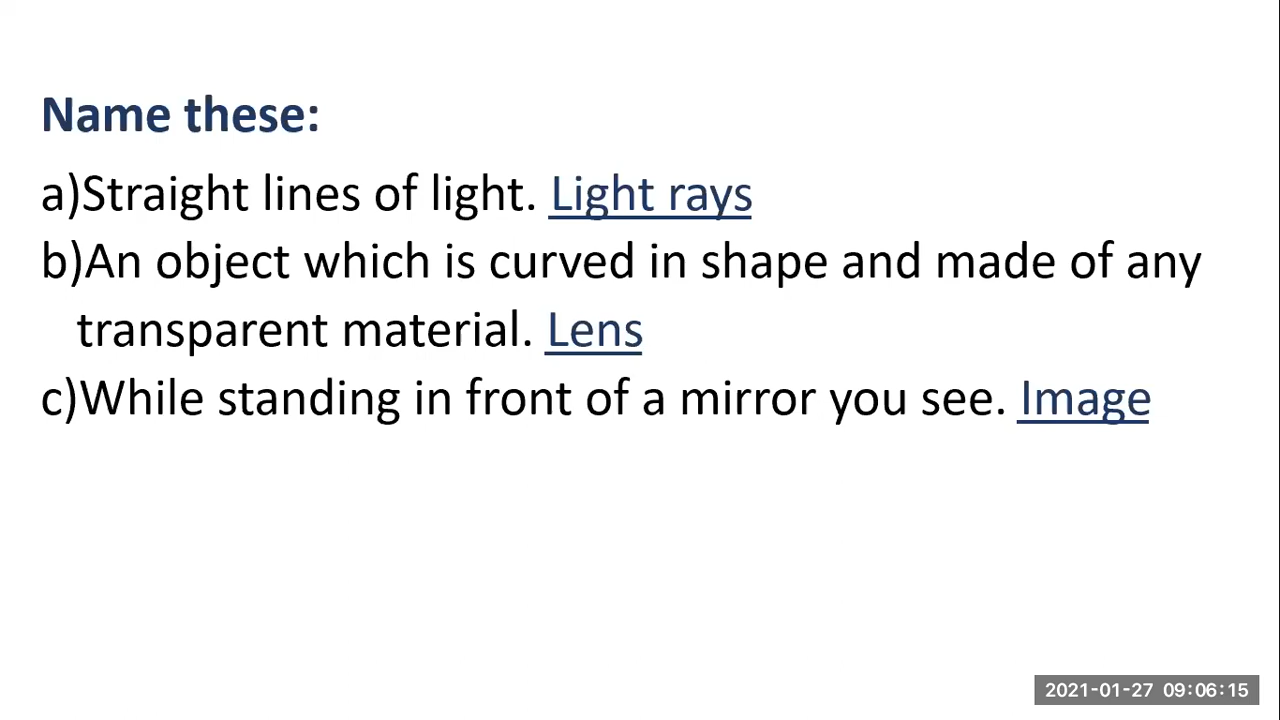 Name these:
a)Straight lines of light. Light rays
b)An object which is curved in shape and made of any
transparent material. Lens
c)While standing in front of a mirror you see. Image
2021-01-27 09:06:15